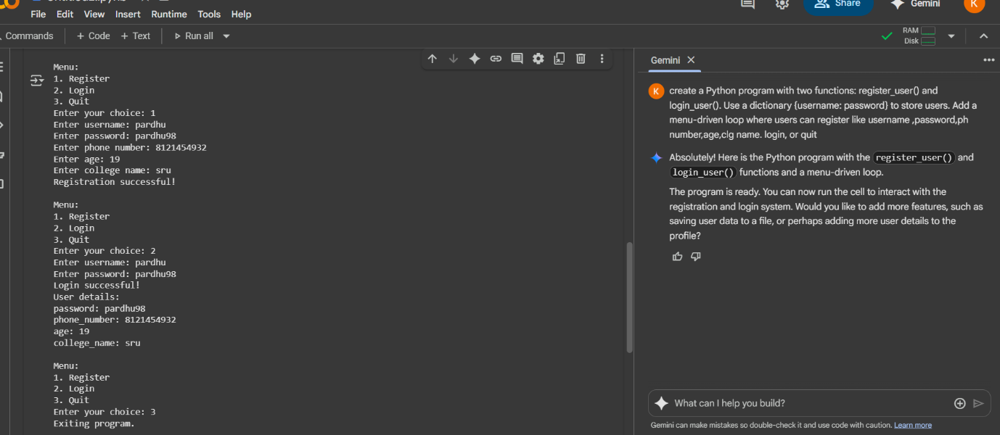 File Edit View Insert Runtime Tools Help
Share
Gemini
K
Commands
+ Code + Text
Run all
RAM
Disk
Menu:
1. Register
2. Login
3. Quit
Enter your choice: 1
Enter username: pardhu
Enter password: pardhu98
Enter phone number: 8121454932
Enter age: 19
Enter college name: sru
Registration successful!
Menu:
1. Register
2. Login
3. Quit
Enter your choice: 2
Enter username: pardhu
Enter password: pardhu98
Login successful!
User details:
password: pardhu98
phone_number: 8121454932
age: 19
college_name: sru
Menu:
1. Register
2. Login
3. Quit
Enter your choice: 3
Exiting program.
Gemini
K
create a Python program with two functions: register_user() and
login_user(). Use a dictionary {username: password} to store users. Add a
menu-driven loop where users can register like username ,password,ph
number,age,clg name. login, or quit
Absolutely! Here is the Python program with the register_user() and
login_user() functions and a menu-driven loop.
The program is ready. You can now run the cell to interact with the
registration and login system. Would you like to add more features, such as
saving user data to a file, or perhaps adding more user details to the
profile?
What can I help you build?
Gemini can make mistakes so double-check it and use code with caution. Learn more